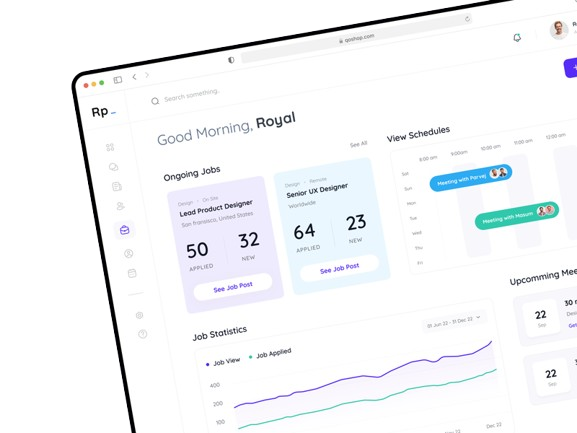 qoshop.com
Rp_
Search something..
Good Morning, Royal
Ongoing Jobs
See All
View Schedules
Design • On Site
Lead Product Designer
San Fransisco, United States
50
32
APPLIED
NEW
See Job Post
Design • Remote
Senior UX Designer
Worldwide
64
23
APPLIED
NEW
See Job Post
8:00 am
9:00am
10:00 am
11:00 am
12:00 am
Sat
Sun
Mon
Tue
Wed
Thu
Fri
Meeting with Parvej
Meeting with Masum
Job Statistics
01 Jun 22 - 31 Dec 22
Job View
Job Applied
400
200
100
Dec 22
Upcomming Mee
22
Sep
30 m
Desi
Get
22
Sep